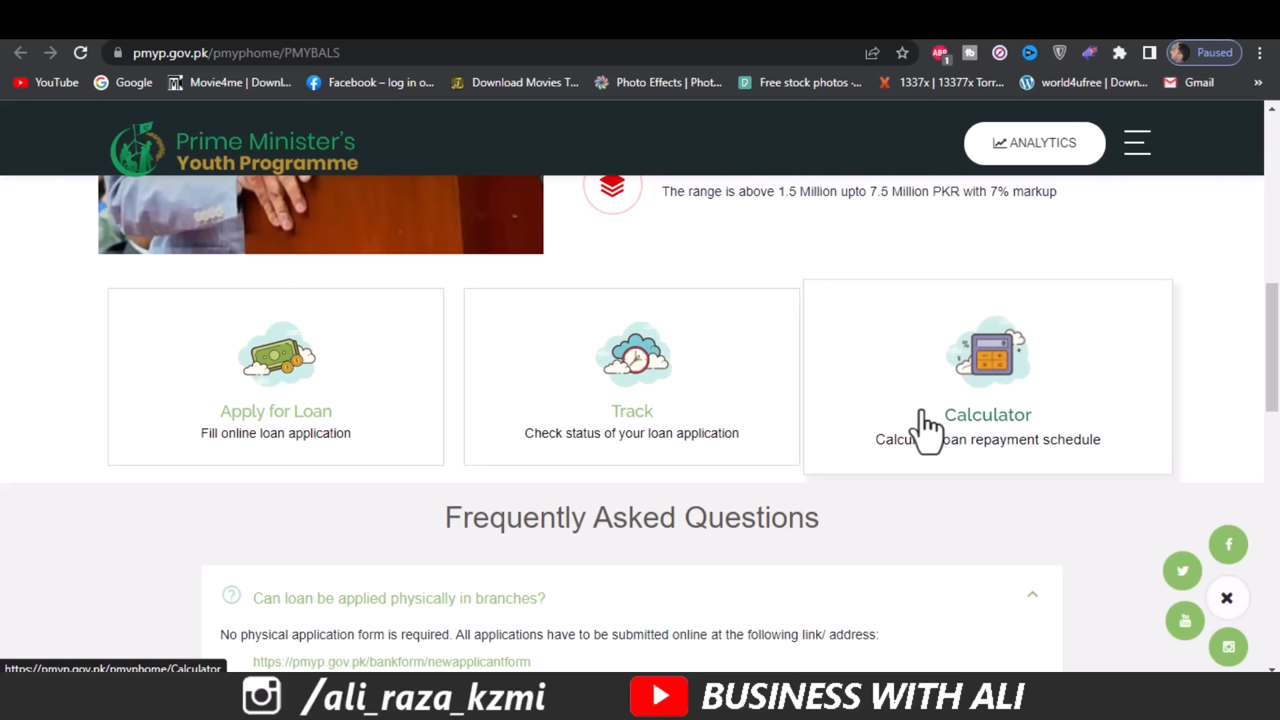 pmyp.gov.pk/pmyphome/PMYBALS
ABP
1
tb
Paused
YouTube
Google
Movie4me | Downl...
Facebook – log in o...
Download Movies T...
Photo Effects | Phot...
Free stock photos -...
1337x | 13377x Torr...
world4ufree | Down...
Gmail
»
Prime Minister's
Youth Programme
ANALYTICS
The range is above 1.5 Million upto 7.5 Million PKR with 7% markup
Apply for Loan
Fill online loan application
Track
Check status of your loan application
Calculator
Calcu oan repayment schedule
Frequently Asked Questions
Can loan be applied physically in branches?
No physical application form is required. All applications have to be submitted online at the following link/ address:
https://pmyp.gov.pk/bankform/newapplicantform
https://pmyp.gov.pk/pmyphome/Calculator
/ali_raza_kzmi
BUSINESS WITH ALI